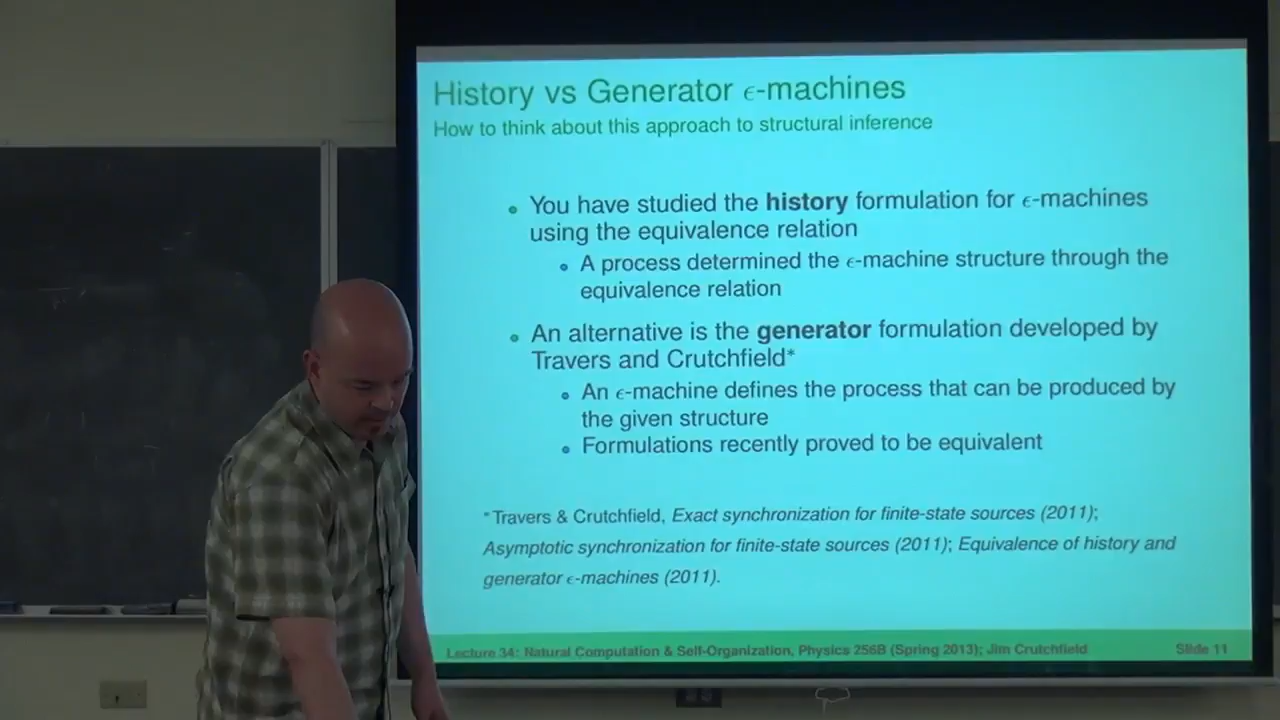 History vs Generator ϵ-machines
How to think about this approach to structural inference
• You have studied the history formulation for ϵ-machines
using the equivalence relation
• A process determined the ϵ-machine structure through the
equivalence relation
• An alternative is the generator formulation developed by
Travers and Crutchfield*
• An ϵ-machine defines the process that can be produced by
the given structure
• Formulations recently proved to be equivalent
*Travers & Crutchfield, Exact synchronization for finite-state sources (2011);
Asymptotic synchronization for finite-state sources (2011); Equivalence of history and
generator ϵ-machines (2011).
Lecture 34: Natural Computation & Self-Organization, Physics 256B (Spring 2013); Jim Crutchfield Slide 11